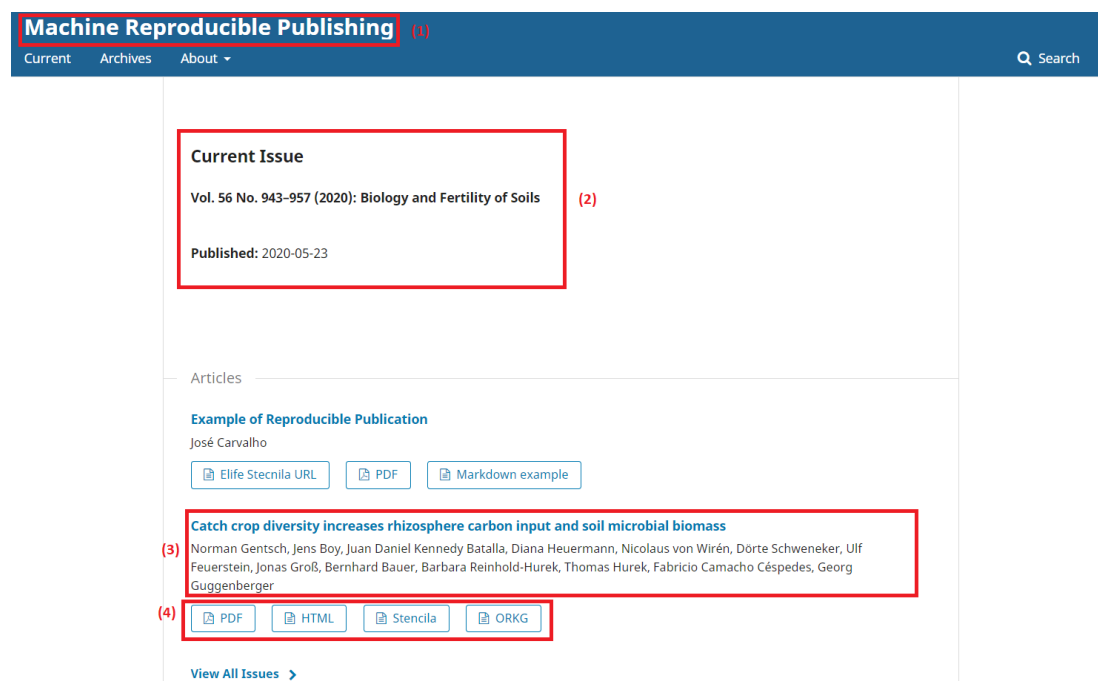 Machine Reproducible Publishing (1)
Current Archives About Search
Current Issue
Vol. 56 No. 943–957 (2020): Biology and Fertility of Soils
(2)
Published: 2020-05-23
Articles
Example of Reproducible Publication
José Carvalho
Elife Stecnila URL PDF Markdown example
Catch crop diversity increases rhizosphere carbon input and soil microbial biomass
(3) Norman Gentsch, Jens Boy, Juan Daniel Kennedy Batalla, Diana Heuermann, Nicolaus von Wirén, Dörte Schweneker, Ulf
Feuerstein, Jonas Groß, Bernhard Bauer, Barbara Reinhold-Hurek, Thomas Hurek, Fabricio Camacho Céspedes, Georg
Guggenberger
(4) PDF HTML Stencila ORKG
View All Issues